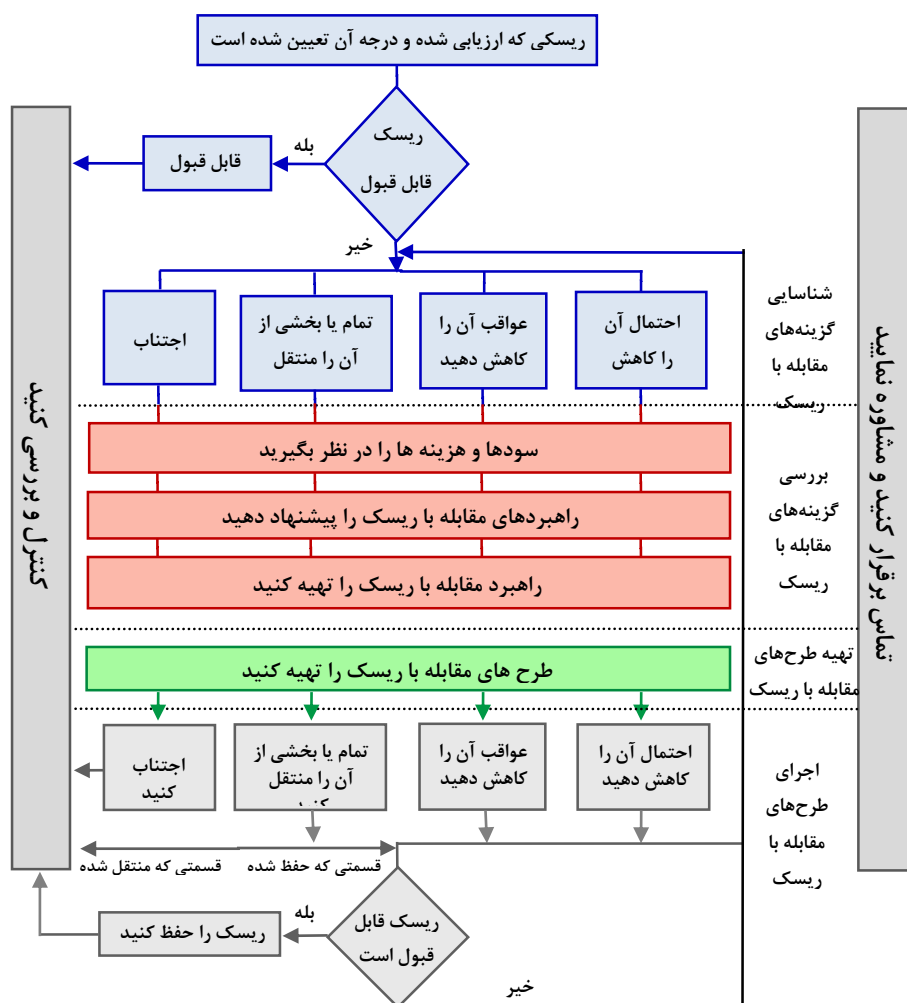 ریسکی که ارزیابی شده و درجه آن تعیین شده است
ریسک
قابل قبول
بله
قابل قبول
خیر
شناسایی
گزینه‌های
مقابله با
ریسک
احتمال آن
را کاهش
عواقب آن را
کاهش دهید
تمام یا بخشی از
آن را منتقل
اجتناب
سودها و هزینه ها را در نظر بگیرید
راهبردهای مقابله با ریسک را پیشنهاد دهید
راهبرد مقابله با ریسک را تهیه کنید
بررسی
گزینه‌های
مقابله با
ریسک
تهیه طرح‌های
مقابله با ریسک
طرح های مقابله با ریسک را تهیه کنید
احتمال آن را
کاهش دهید
عواقب آن را
کاهش دهید
تمام یا بخشی از
آن را منتقل
کنید
اجتناب
کنید
اجرای
طرح‌های
مقابله با
ریسک
قسمتی که حفظ شده
قسمتی که منتقل شده
ریسک قابل
قبول است
بله
ریسک را حفظ کنید
خیر
تماس برقرار کنید و مشاوره نمایید
کنترل و بررسی کنید